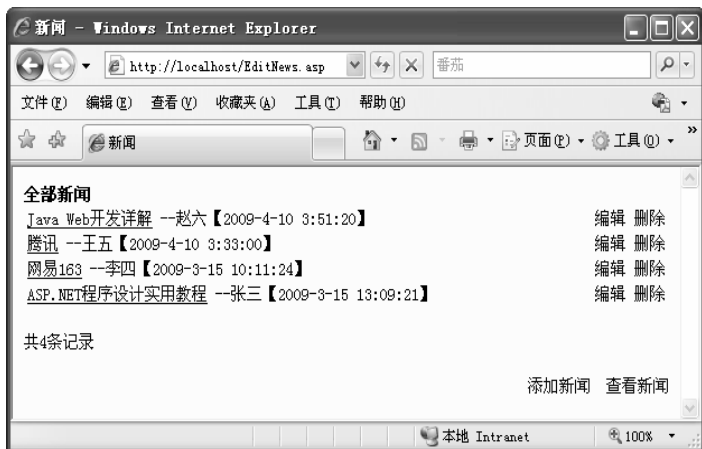 新闻 - Windows Internet Explorer
http://localhost/EditNews.asp 番茄
文件(F) 编辑(E) 查看(V) 收藏夹(A) 工具(T) 帮助(H)
新闻 页面(P) 工具(O) »
全部新闻
Java Web开发详解 --赵六【2009-4-10 3:51:20】 编辑 删除
腾讯 --王五【2009-4-10 3:33:00】 编辑 删除
网易163 --李四【2009-3-15 10:11:24】 编辑 删除
ASP.NET程序设计实用教程 --张三【2009-3-15 13:09:21】 编辑 删除
共4条记录
添加新闻 查看新闻
本地 Intranet 100%